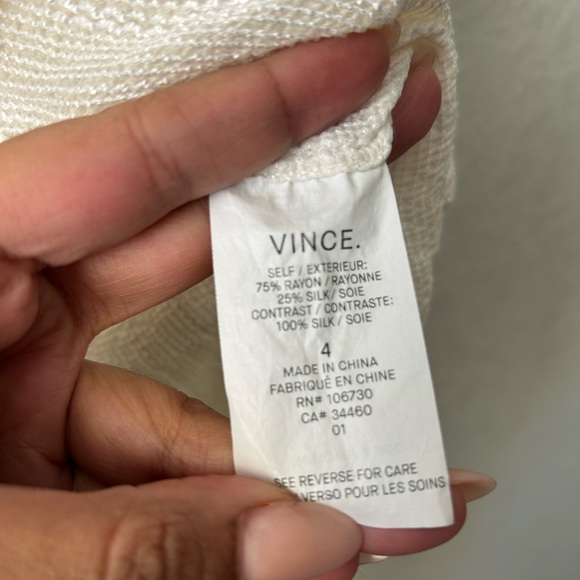 VINCE.
SELF / EXTERIEUR:
75% RAYON / RAYONNE
25% SILK / SOIE
CONTRAST / CONTRASTE:
100% SILK / SOIE
4
MADE IN CHINA
FABRIQUÉ EN CHINE
RN# 106730
CA# 34460
01
SEE REVERSE FOR CARE
VERSO POUR LES SOINS